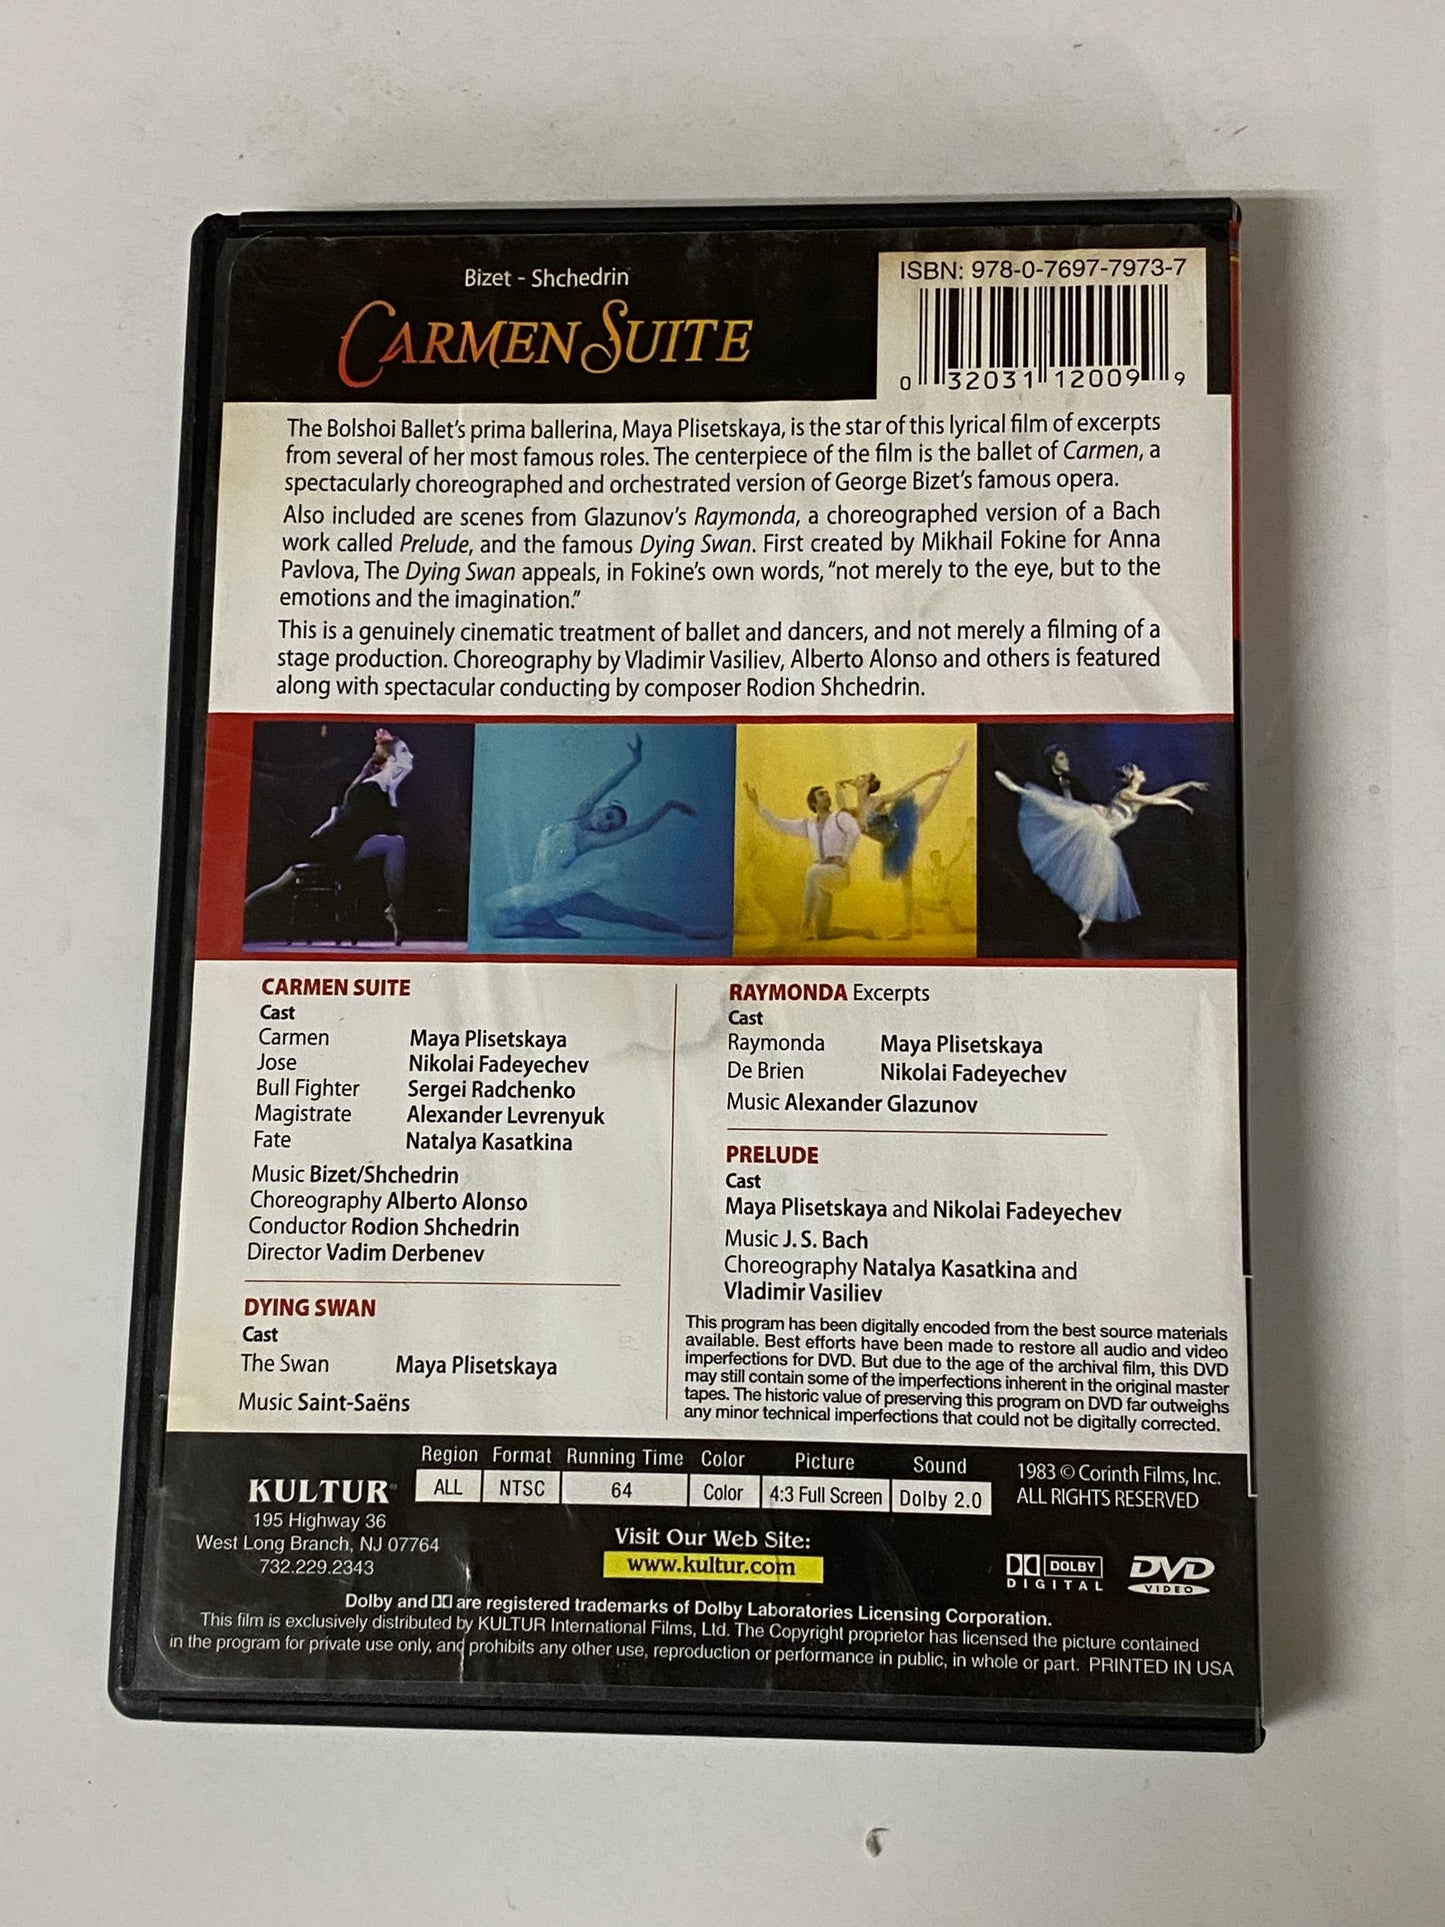 Bizet - Shchedrin
CARMEN SUITE
ISBN: 978-0-7697-7973-7
0 32031 12009 9
The Bolshoi Ballet's prima ballerina, Maya Plisetskaya, is the star of this lyrical film of excerpts
from several of her most famous roles. The centerpiece of the film is the ballet of Carmen, a
spectacularly choreographed and orchestrated version of George Bizet's famous opera.
Also included are scenes from Glazunov's Raymonda, a choreographed version of a Bach
work called Prelude, and the famous Dying Swan. First created by Mikhail Fokine for Anna
Pavlova, The Dying Swan appeals, in Fokine's own words, "not merely to the eye, but to the
emotions and the imagination."
This is a genuinely cinematic treatment of ballet and dancers, and not merely a filming of a
stage production. Choreography by Vladimir Vasiliev, Alberto Alonso and others is featured
along with spectacular conducting by composer Rodion Shchedrin.
CARMEN SUITE
Cast
Carmen Maya Plisetskaya
Jose Nikolai Fadeyechev
Bull Fighter Sergei Radchenko
Magistrate Alexander Levrenyuk
Fate Natalya Kasatkina
Music Bizet/Shchedrin
Choreography Alberto Alonso
Conductor Rodion Shchedrin
Director Vadim Derbenev
DYING SWAN
Cast
The Swan Maya Plisetskaya
Music Saint-Saëns
RAYMONDA Excerpts
Cast
Raymonda Maya Plisetskaya
De Brien Nikolai Fadeyechev
Music Alexander Glazunov
PRELUDE
Cast
Maya Plisetskaya and Nikolai Fadeyechev
Music J. S. Bach
Choreography Natalya Kasatkina and
Vladimir Vasiliev
This program has been digitally encoded from the best source materials
available. Best efforts have been made to restore all audio and video
imperfections for DVD. But due to the age of the archival film, this DVD
may still contain some of the imperfections inherent in the original master
tapes. The historic value of preserving this program on DVD far outweighs
any minor technical imperfections that could not be digitally corrected.
KULTUR
195 Highway 36
West Long Branch, NJ 07764
732.229.2343
Region Format Running Time Color Picture Sound
ALL NTSC 64 Color 4:3 Full Screen Dolby 2.0
Visit Our Web Site:
www.kultur.com
1983 © Corinth Films, Inc.
ALL RIGHTS RESERVED
DOLBY
DIGITAL
DVD
VIDEO
Dolby and DD are registered trademarks of Dolby Laboratories Licensing Corporation.
This film is exclusively distributed by KULTUR International Films, Ltd. The Copyright proprietor has licensed the picture contained
in the program for private use only, and prohibits any other use, reproduction or performance in public, in whole or part. PRINTED IN USA